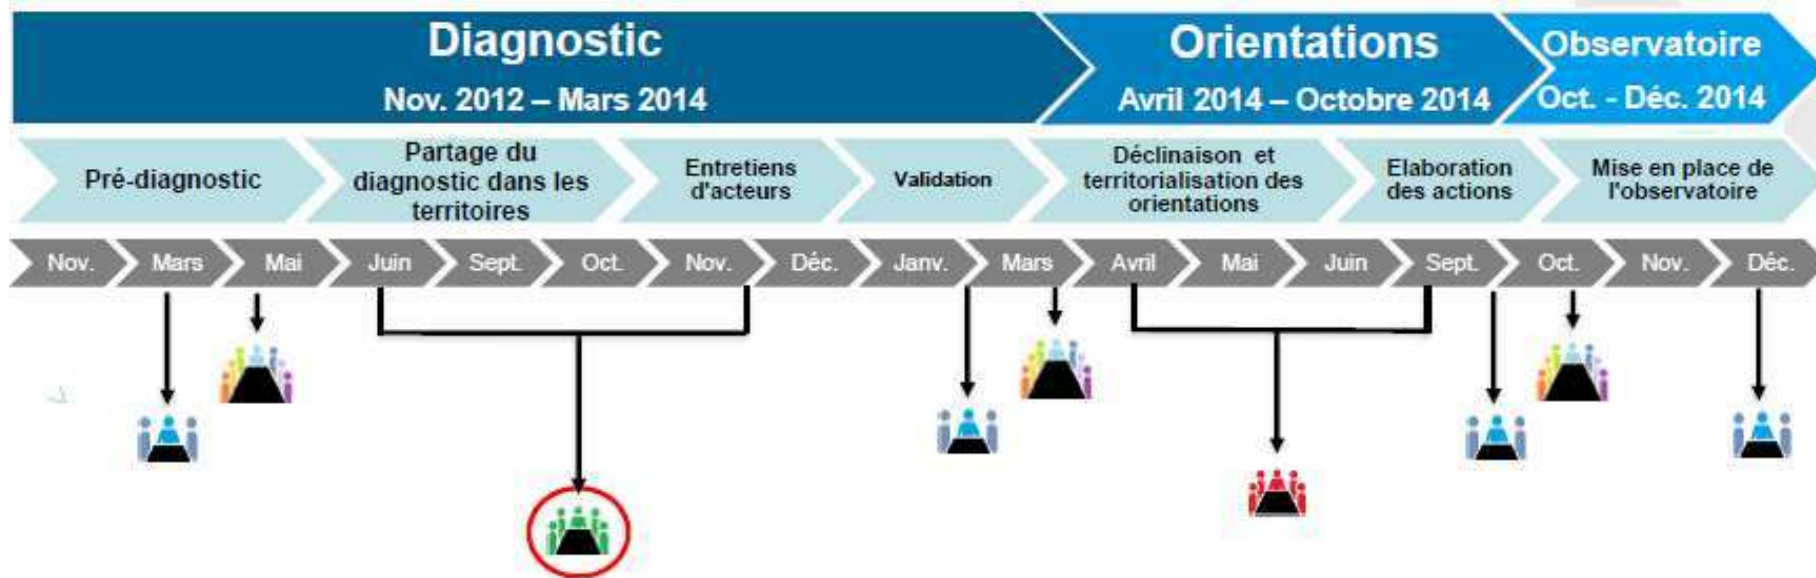 Diagnostic
Nov. 2012 – Mars 2014
Orientations
Avril 2014 – Octobre 2014
Observatoire
Oct. - Déc. 2014
Pré-diagnostic
Partage du
diagnostic dans les
territoires
Entretiens
d'acteurs
Validation
Déclinaison et
territorialisation des
orientations
Elaboration
des actions
Mise en place de
l'observatoire
Nov.
Mars
Mai
Juin
Sept.
Oct.
Nov.
Déc.
Janv.
Mars
Avril
Mai
Juin
Sept.
Oct.
Nov.
Déc.